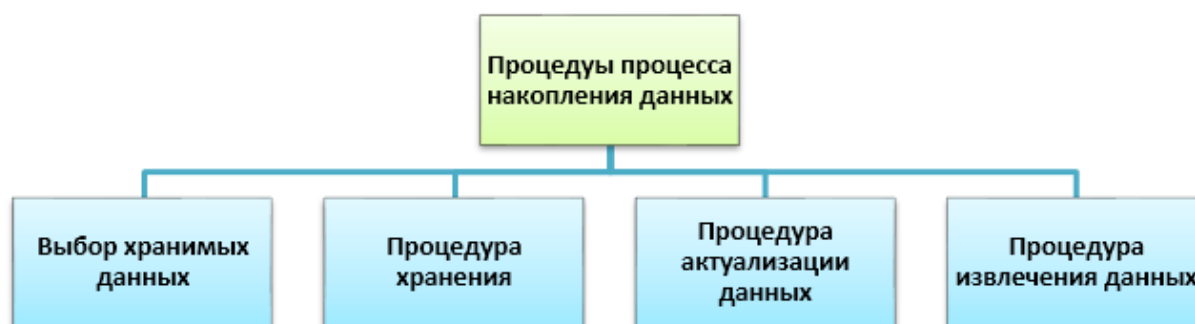 Процедуы процесса
накопления данных
Выбор хранимых
данных
Процедура
хранения
Процедура
актуализации
данных
Процедура
извлечения данных